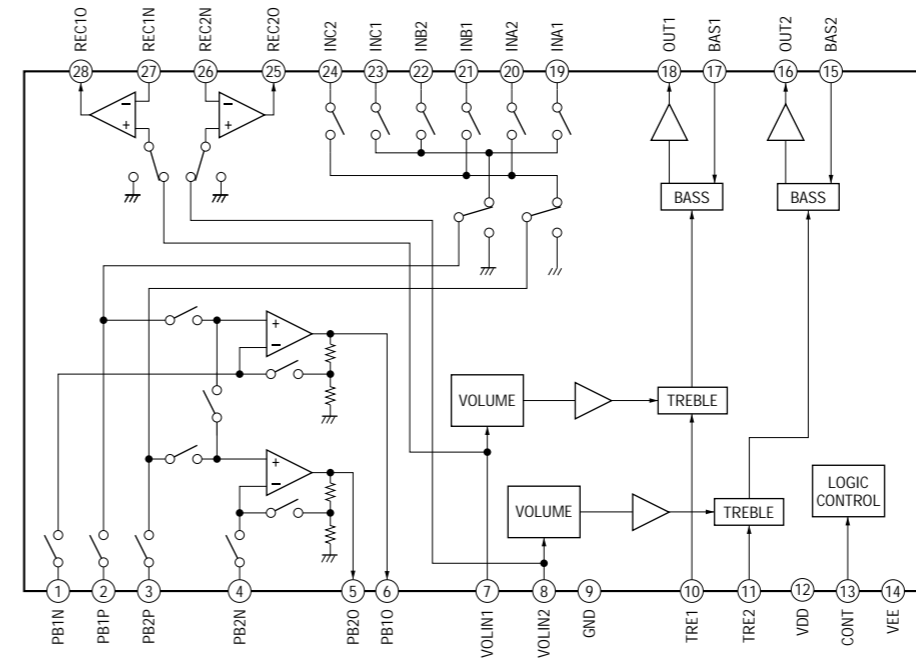 REC1O
REC1N
REC2N
REC2O
INC2
INC1
INB2
INB1
INA2
INA1
OUT1
BAS1
OUT2
BAS2
28
27
26
25
24
23
22
21
20
19
18
17
16
15
− +
− +
BASS
BASS
+ −
VOLUME
TREBLE
+ −
VOLUME
TREBLE
LOGIC
CONTROL
1
2
3
4
5
6
7
8
9
10
11
12
13
14
PB1N
PB1P
PB2P
PB2N
PB2O
PB1O
VOLIN1
VOLIN2
GND
TRE1
TRE2
VDD
CONT
VEE